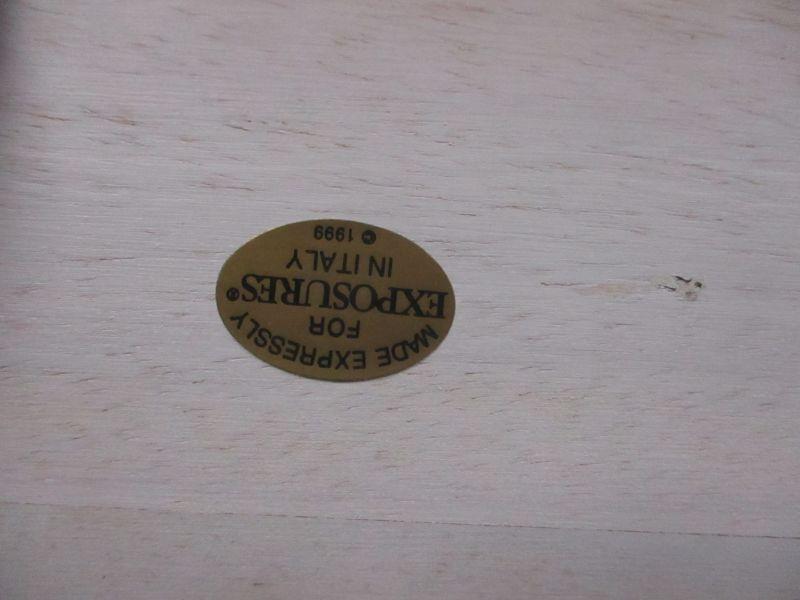 MADE EXPRESSLY
FOR
EXPOSURES®
IN ITALY
© 1999